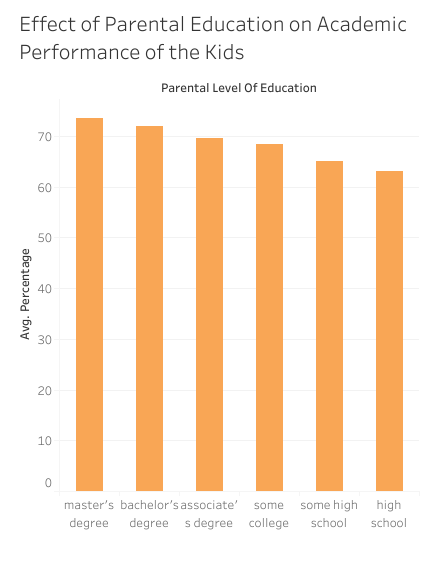 Effect of Parental Education on Academic
Performance of the Kids
Parental Level Of Education
70
60
50
40
30
20
10
0
Avg. Percentage
master's bachelor's associate' some some high high
degree degree s degree college school school